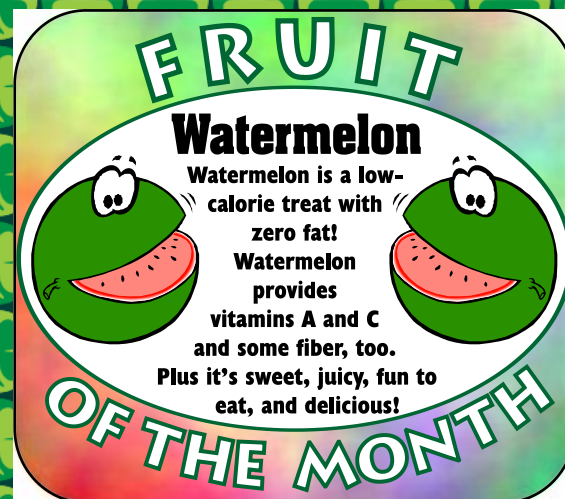 FRUIT
Watermelon
Watermelon is a low-
calorie treat with
zero fat!
Watermelon
provides
vitamins A and C
and some fiber, too.
Plus it's sweet, juicy, fun to
eat, and delicious!
OF THE MONTH